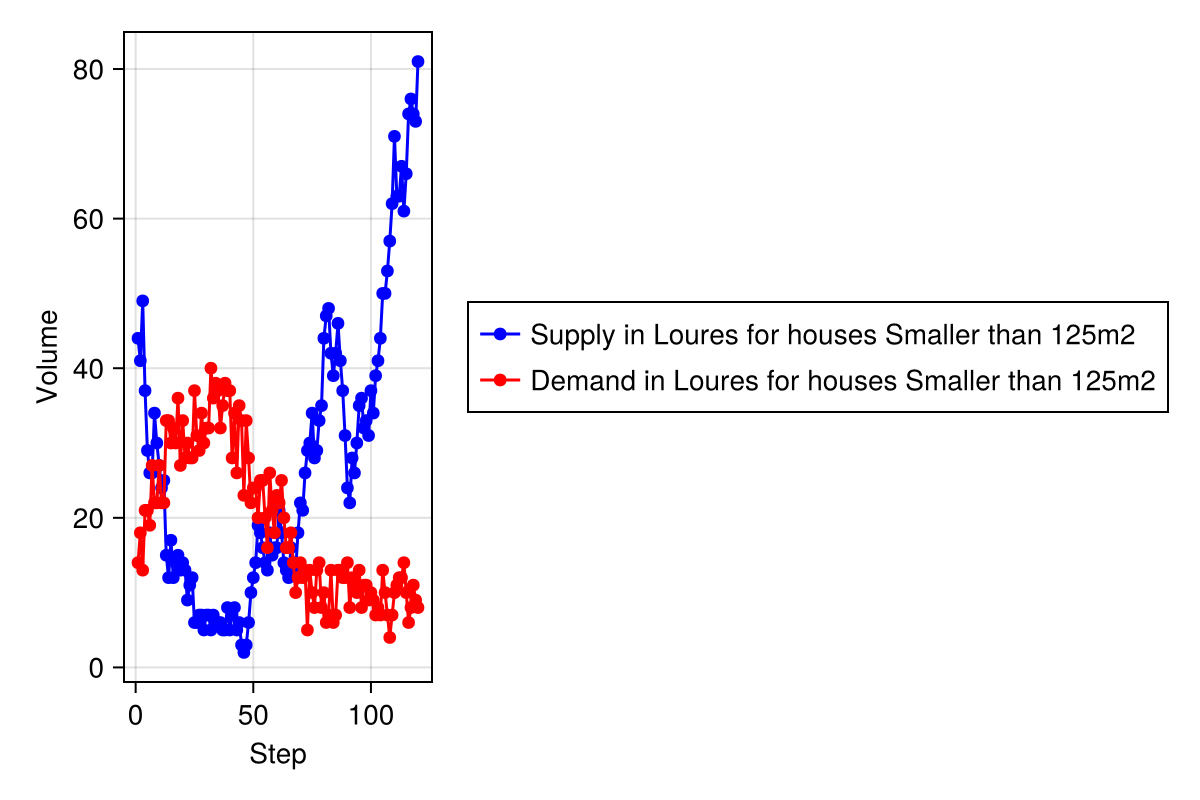 80
60
40
20
0
Volume
0 50 100
Step
Supply in Loures for houses Smaller than 125m2
Demand in Loures for houses Smaller than 125m2